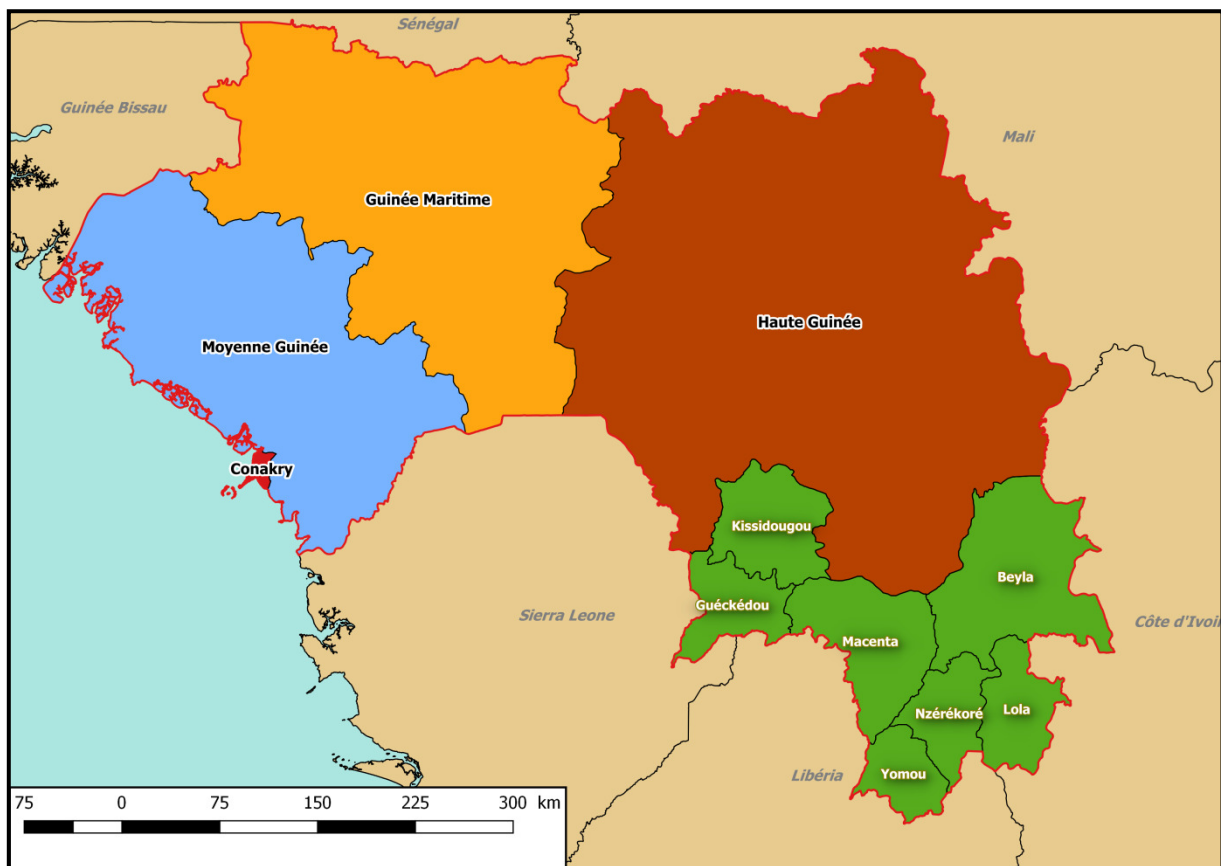 Sénégal
Guinée Bissau
Mali
Guinée Maritime
Haute Guinée
Moyenne Guinée
Conakry
Kissidougou
Beyla
Guéckédou
Sierra Leone
Côte d'Ivoi
Macenta
Nzérékoré
Lola
Libéria
Yomou
75 0 75 150 225 300 km